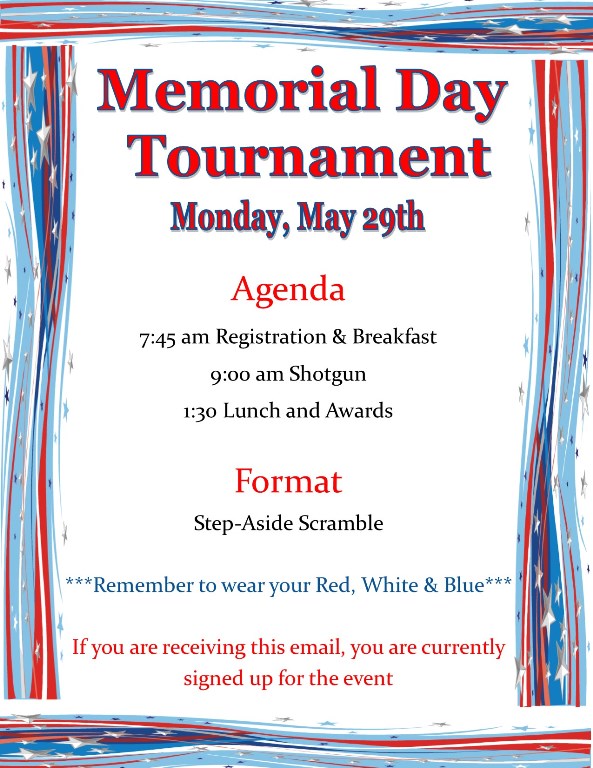 Memorial Day
Tournament
Monday, May 29th
Agenda
7:45 am Registration & Breakfast
9:00 am Shotgun
1:30 Lunch and Awards
Format
Step-Aside Scramble
***Remember to wear your Red, White & Blue***
If you are receiving this email, you are currently
signed up for the event